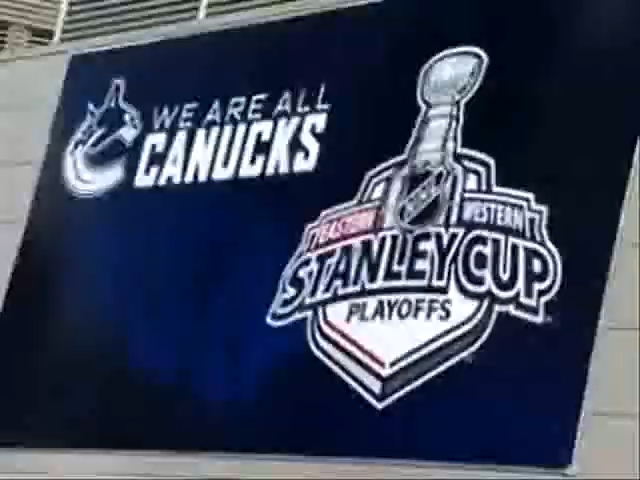 WE ARE ALL
CANUCKS
EASTERN WESTERN
STANLEY CUP
PLAYOFFS